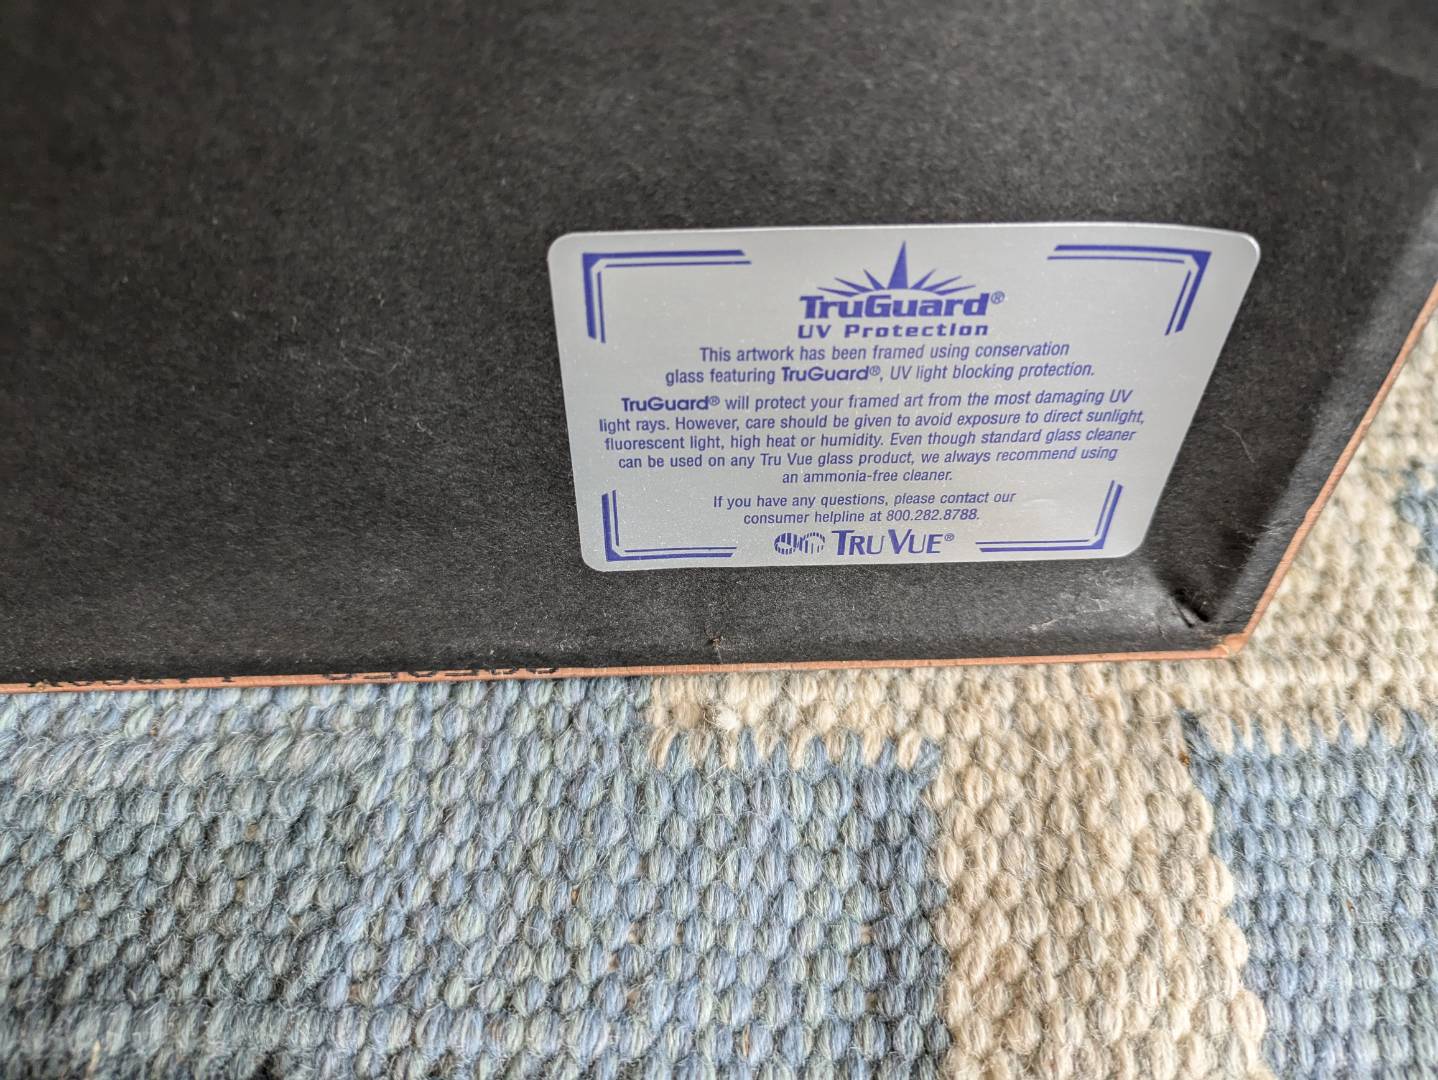 TruGuard®
UV Protection
This artwork has been framed using conservation
glass featuring TruGuard®, UV light blocking protection.
TruGuard® will protect your framed art from the most damaging UV
light rays. However, care should be given to avoid exposure to direct sunlight,
fluorescent light, high heat or humidity. Even though standard glass cleaner
can be used on any Tru Vue glass product, we always recommend using
an ammonia-free cleaner.
If you have any questions, please contact our
consumer helpline at 800.282.8788.
TRU VUE®